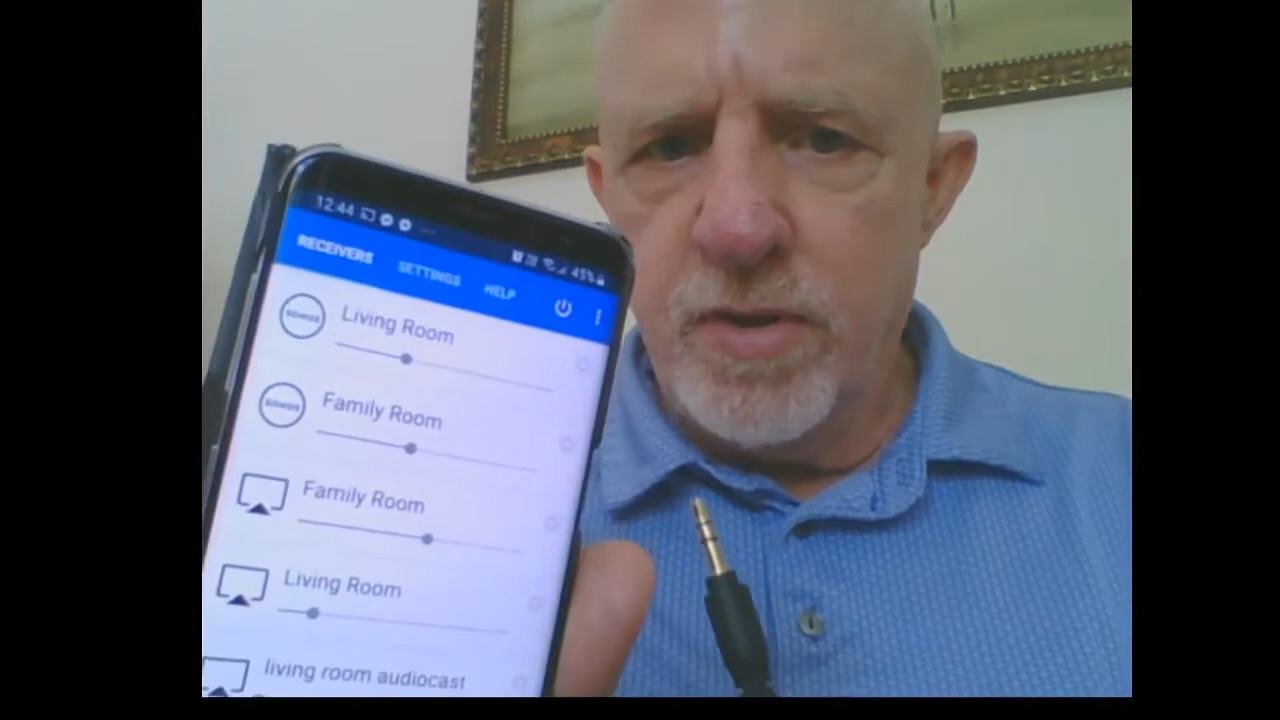 12:44
45%
RECEIVERS SETTINGS HELP
SONOS Living Room
SONOS Family Room
Family Room
Living Room
living room audiocast